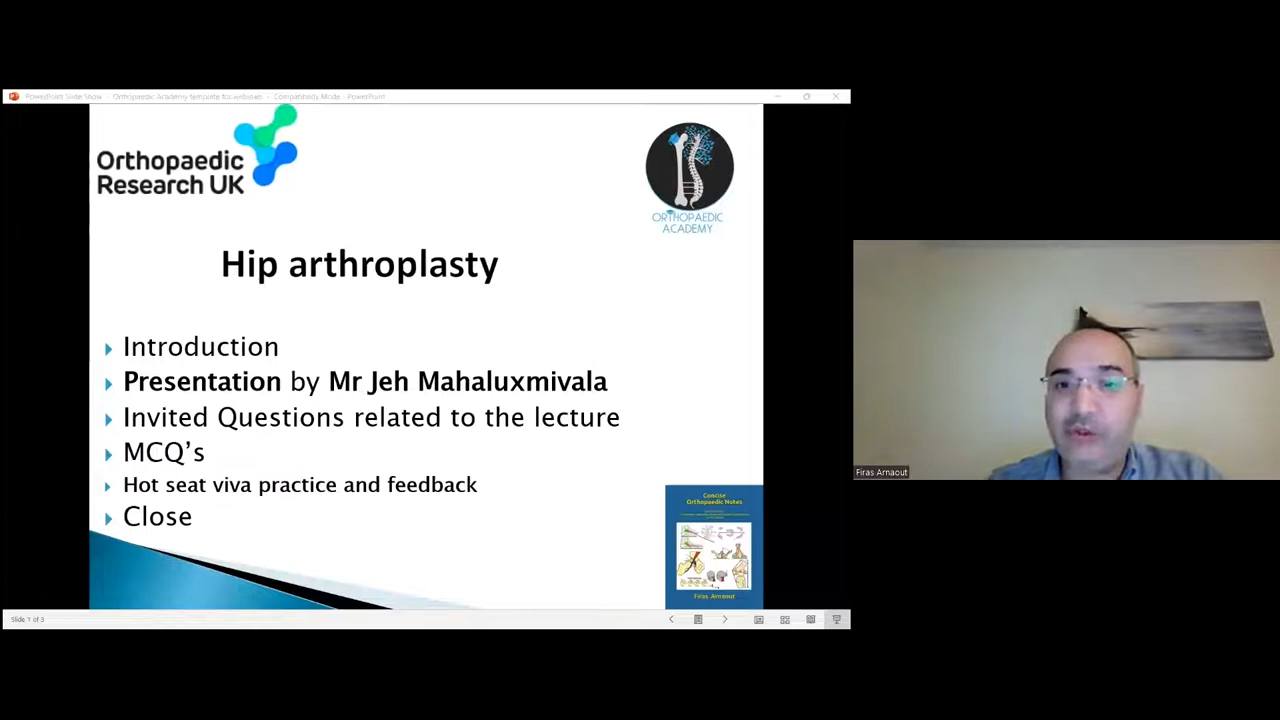 PowerPoint Slide Show - Orthopaedic Academy template for webinars - Compatibility Mode - PowerPoint
Orthopaedic
Research UK
ORTHOPAEDIC
ACADEMY
Hip arthroplasty
Introduction
Presentation by Mr Jeh Mahaluxmivala
Invited Questions related to the lecture
MCQ’s
Hot seat viva practice and feedback
Close
Concise
Orthopaedic Notes
Firas Arnaout
Slide 1 of 3
Firas Arnaout